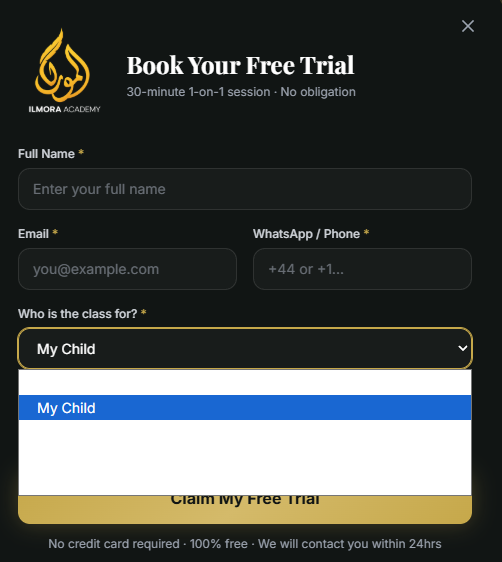 المورا
ILMORA ACADEMY
Book Your Free Trial
30-minute 1-on-1 session · No obligation
Full Name *
Enter your full name
Email *
WhatsApp / Phone *
you@example.com
+44 or +1...
Who is the class for? *
My Child
My Child
Claim My Free Trial
No credit card required · 100% free · We will contact you within 24hrs